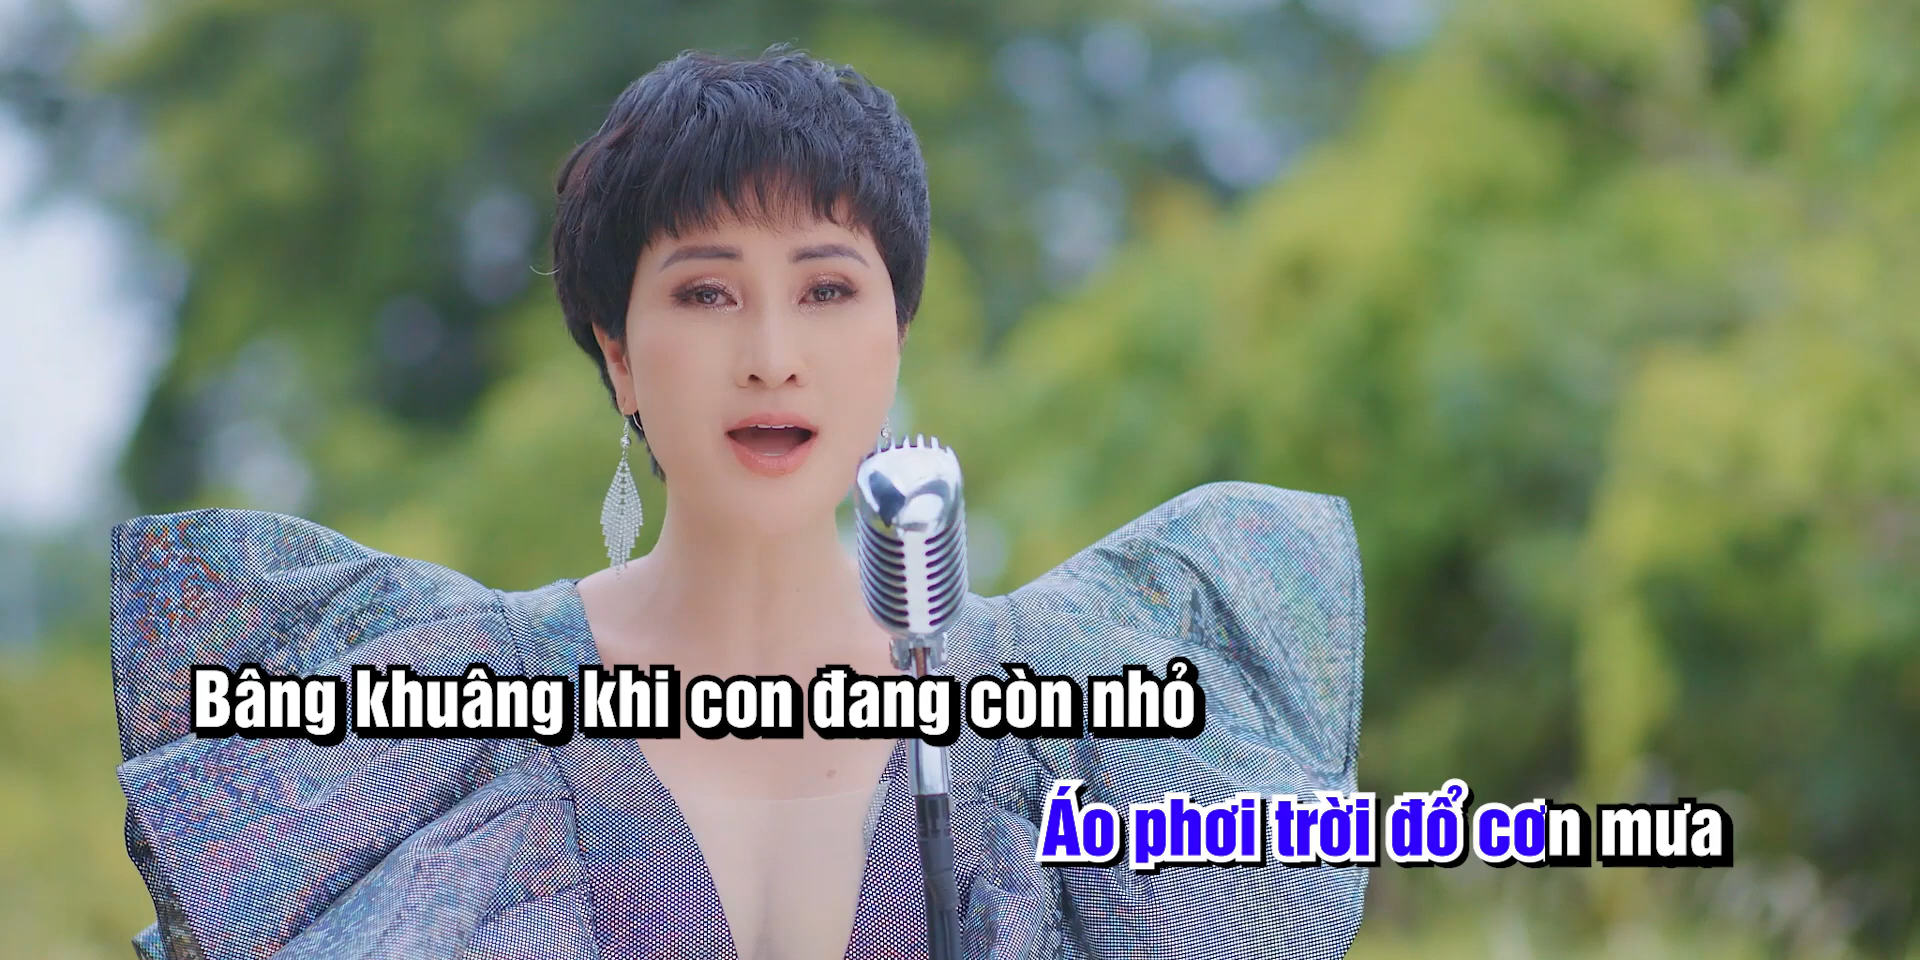 Bâng khuâng khi con đang còn nhỏ
Áo phơi trời đổ cơn mưa